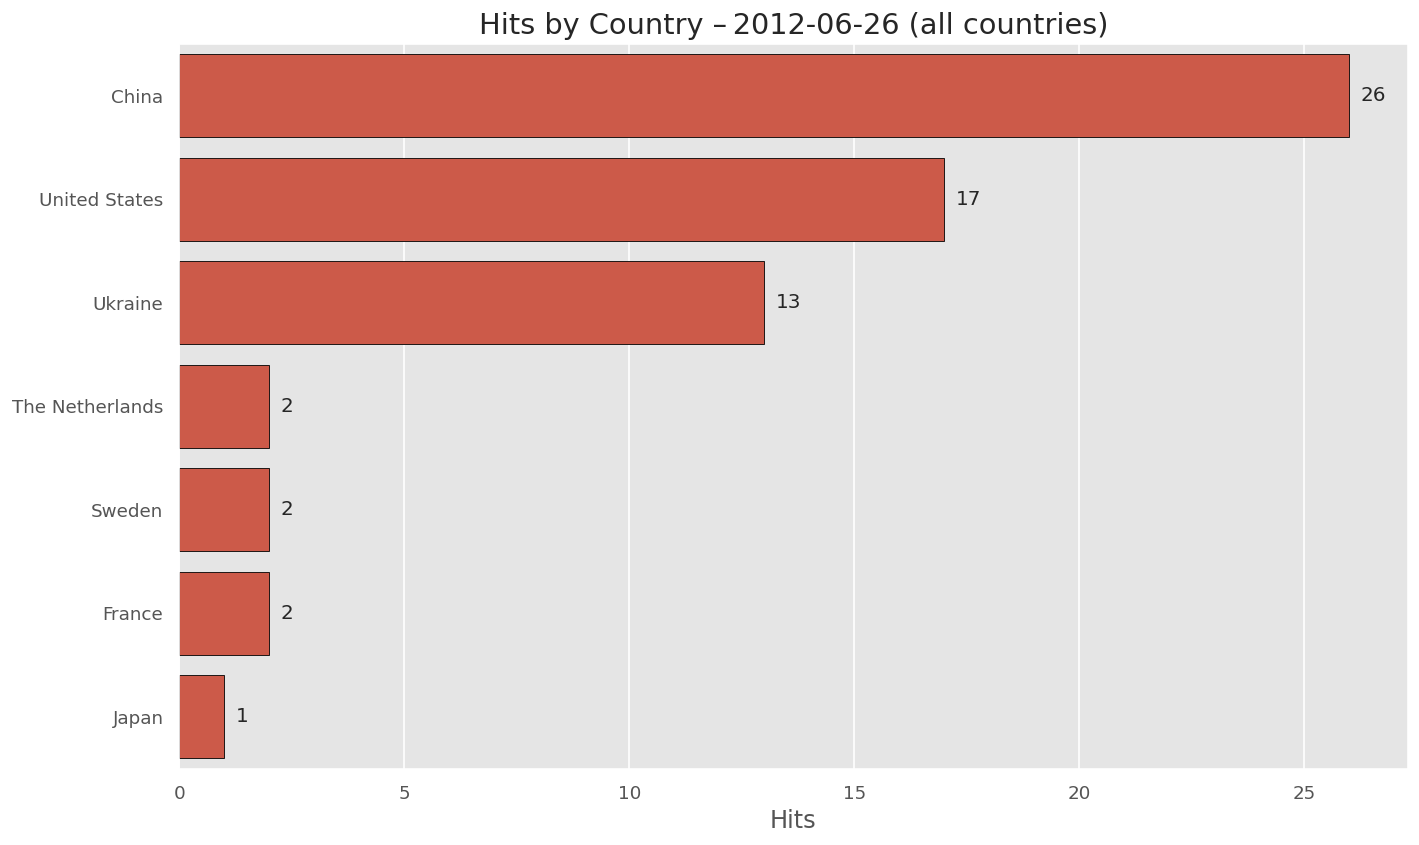 Hits by Country – 2012-06-26 (all countries)
China 26
United States 17
Ukraine 13
The Netherlands 2
Sweden 2
France 2
Japan 1
0 5 10 15 20 25
Hits